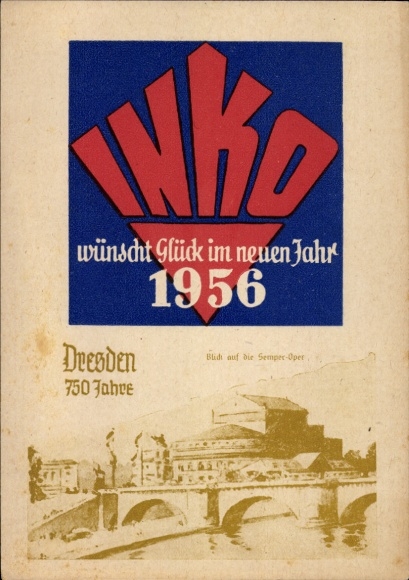 INKO
wünscht Glück im neuen Jahr
1956
Dresden
750 Jahre
Blick auf die Semper-Oper